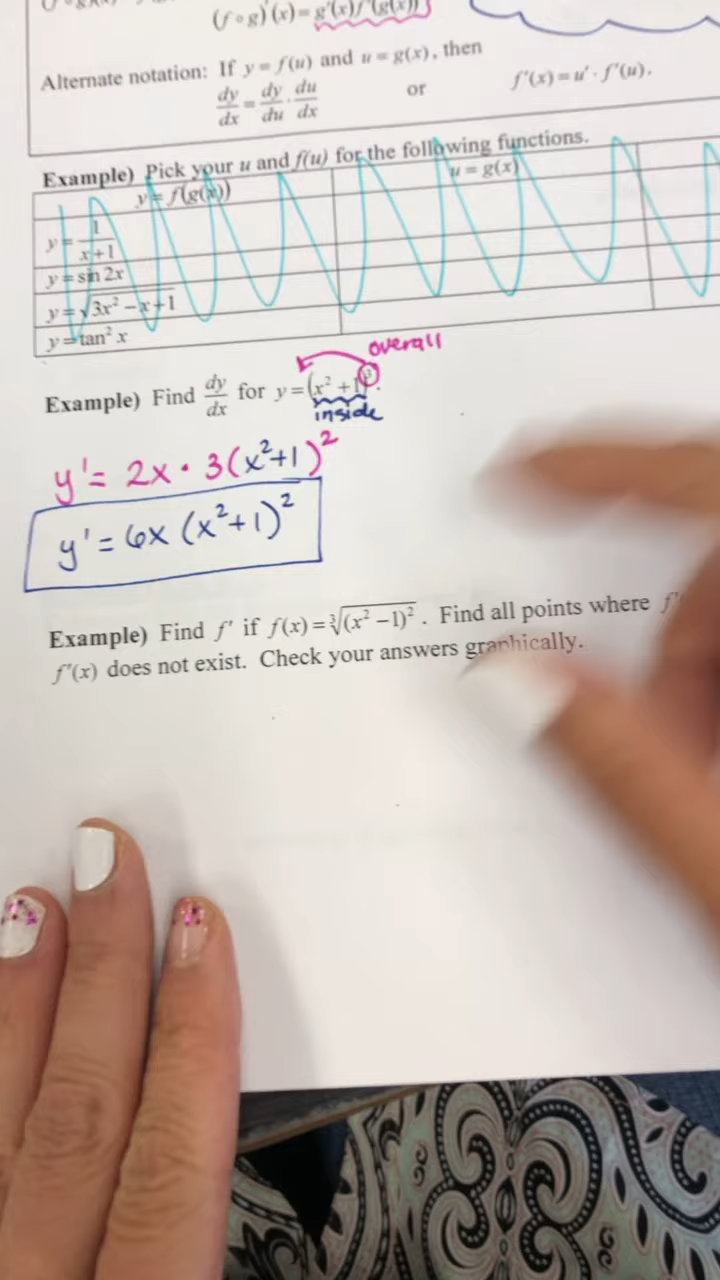 (f∘g)'(x)=g'(x)f'(g(x))
Alternate notation: If y = f(u) and u = g(x), then
dy/dx = dy/du · du/dx or f'(x) = u' · f'(u).
Example) Pick your u and f(u) for the following functions.
y = f(g(x)) u = g(x)
y = 1/(x+1)
y = sin 2x
y = √(3x² − x + 1)
y = tan² x
overall
Example) Find dy/dx for y = (x² + 1)³.
inside
y' = 2x · 3(x²+1)²
y' = 6x (x²+1)²
Example) Find f' if f(x) = ∛((x² − 1)²). Find all points where f'
f'(x) does not exist. Check your answers graphically.